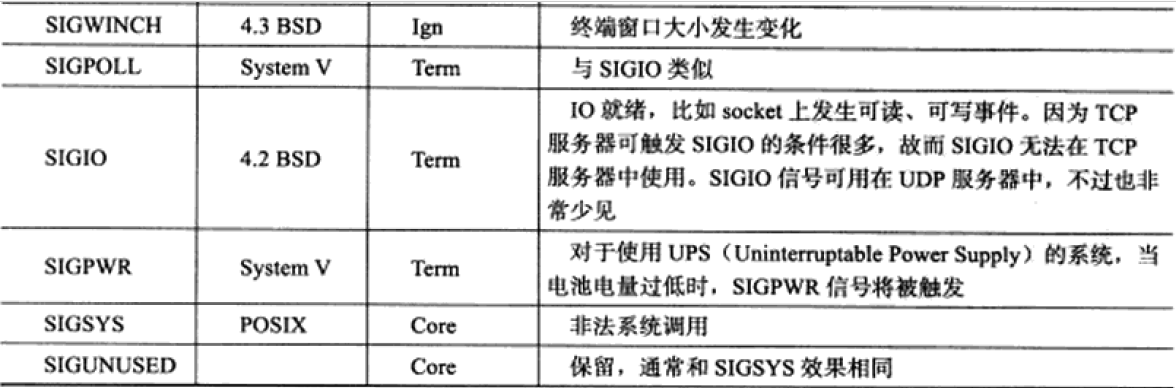 SIGWINCH 4.3 BSD Ign 终端窗口大小发生变化
SIGPOLL System V Term 与 SIGIO 类似
SIGIO 4.2 BSD Term IO 就绪，比如 socket 上发生可读、可写事件。因为 TCP
服务器可触发 SIGIO 的条件很多，故而 SIGIO 无法在 TCP
服务器中使用。SIGIO 信号可用在 UDP 服务器中，不过也非
常少见
SIGPWR System V Term 对于使用 UPS（Uninterruptable Power Supply）的系统，当
电池电量过低时，SIGPWR 信号将被触发
SIGSYS POSIX Core 非法系统调用
SIGUNUSED Core 保留，通常和 SIGSYS 效果相同